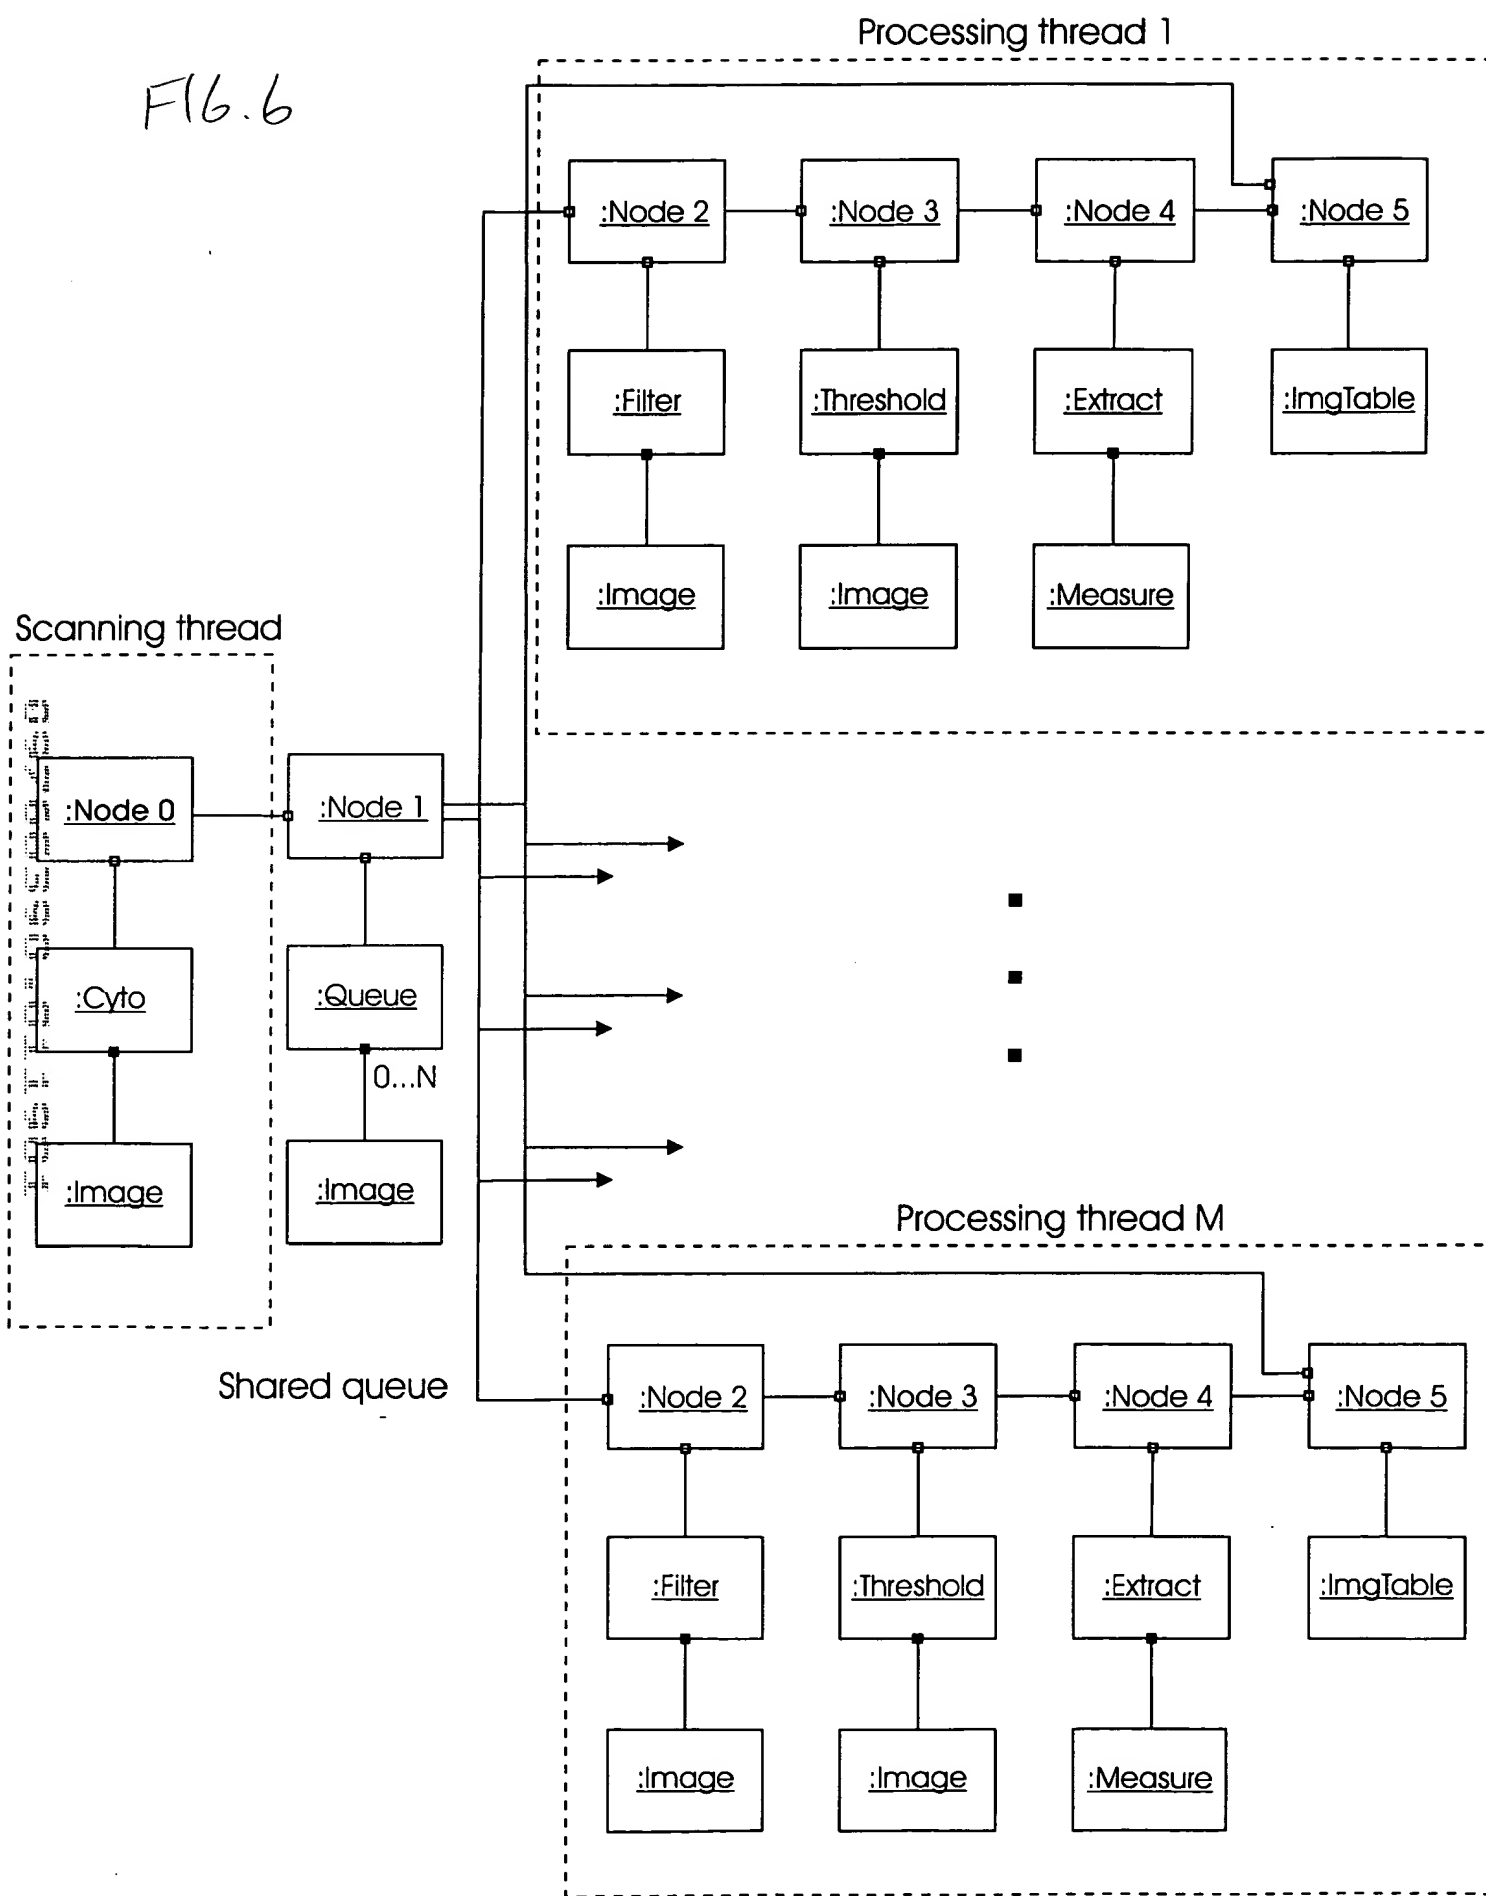 Processing thread 1
FIG.6
:Node 2
:Node 3
:Node 4
:Node 5
:Filter
:Threshold
:Extract
:ImgTable
:Image
:Image
:Measure
Scanning thread
:Node 0
:Node 1
:Cyto
:Queue
0...N
:Image
:Image
Processing thread M
Shared queue
:Node 2
:Node 3
:Node 4
:Node 5
:Filter
:Threshold
:Extract
:ImgTable
:Image
:Image
:Measure